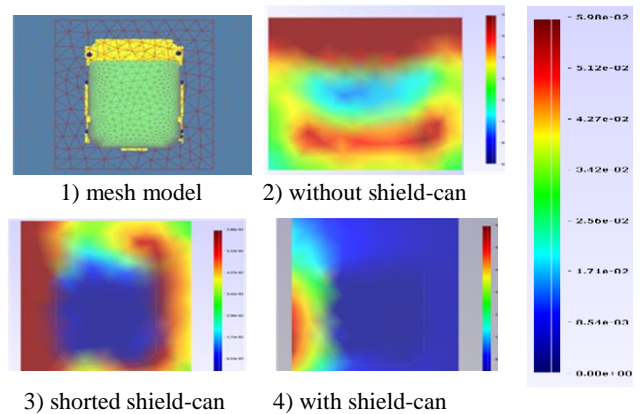 1) mesh model
2) without shield-can
3) shorted shield-can
4) with shield-can
5.98e-02
5.12e-02
4.27e-02
3.42e-02
2.56e-02
1.71e-02
8.54e-03
0.00e+00